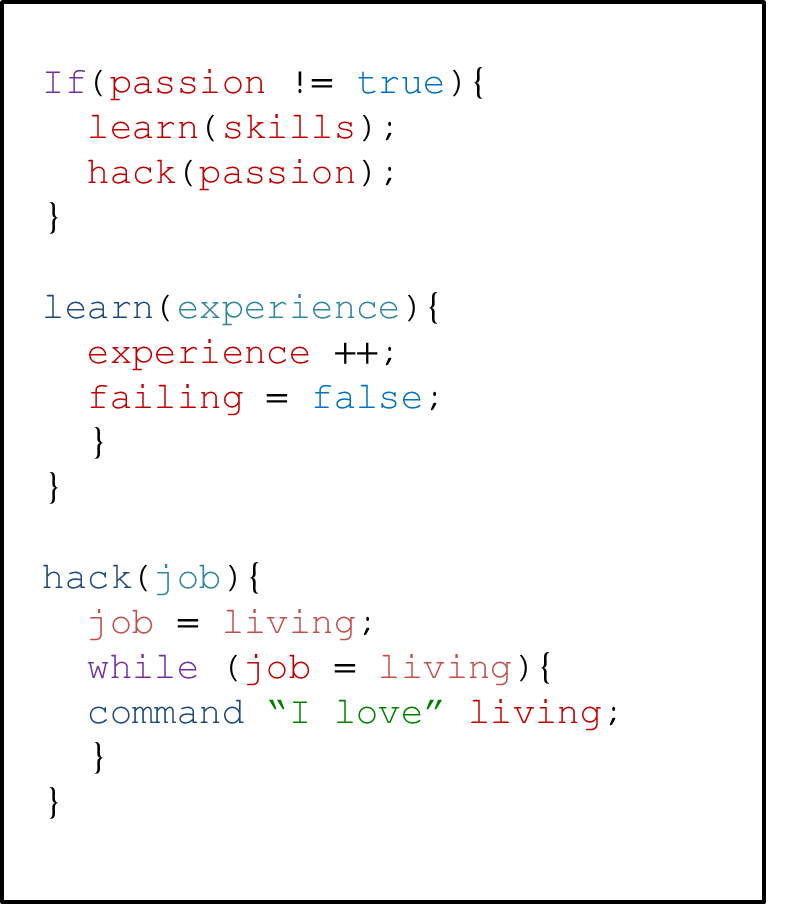 If(passion != true){
  learn(skills);
  hack(passion);
}

learn(experience){
  experience ++;
  failing = false;
  }
}

hack(job){
  job = living;
  while (job = living){
  command “I love” living;
  }
}